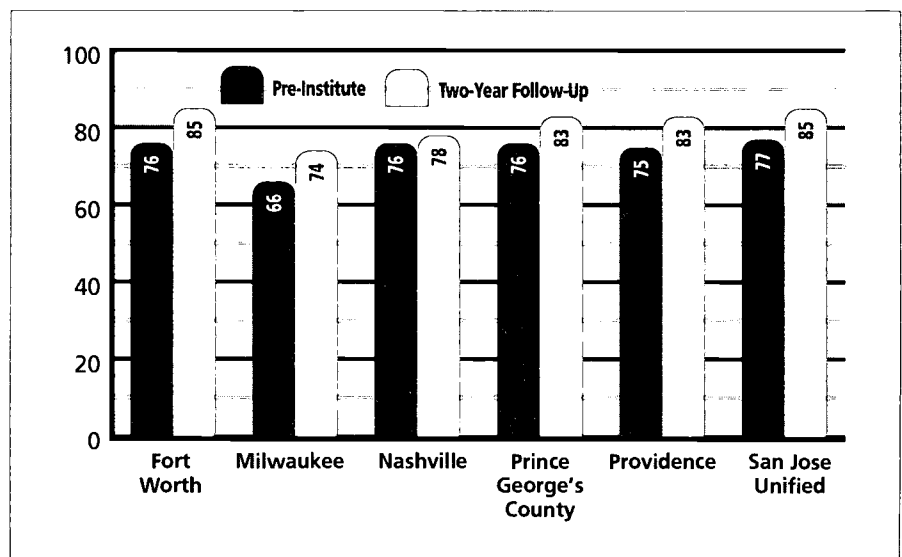 100
Pre-Institute Two-Year Follow-Up
80
60
40
20
0
76 85 66 74 76 78 76 83 75 83 77 85
Fort Worth
Milwaukee
Nashville
Prince George's County
Providence
San Jose Unified